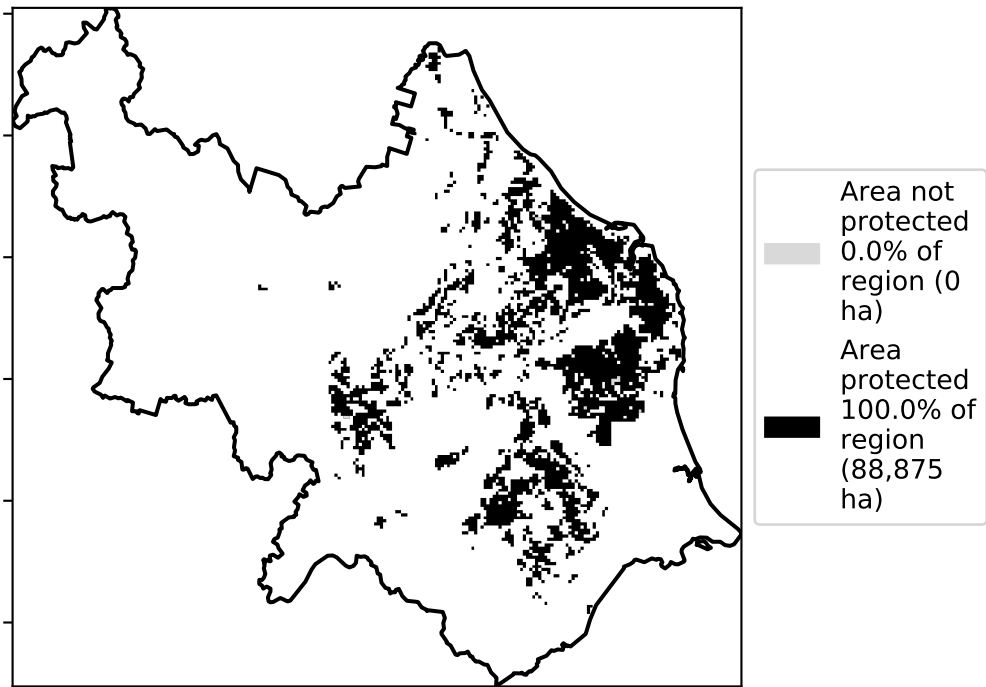 Area not
protected
0.0% of
region (0
ha)
Area
protected
100.0% of
region
(88,875
ha)